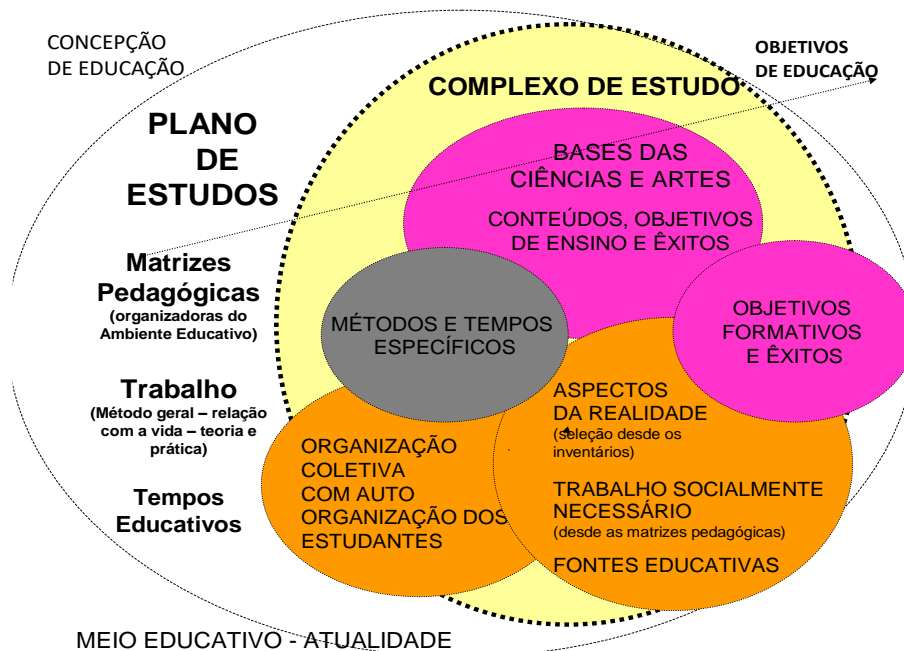 CONCEPÇÃO
DE EDUCAÇÃO
OBJETIVOS
DE EDUCAÇÃO
COMPLEXO DE ESTUDO
PLANO
DE
ESTUDOS
BASES DAS
CIÊNCIAS E ARTES
CONTEÚDOS, OBJETIVOS
DE ENSINO E ÊXITOS
Matrizes
Pedagógicas
(organizadoras do
Ambiente Educativo)
MÉTODOS E TEMPOS
ESPECÍFICOS
OBJETIVOS
FORMATIVOS
E ÊXITOS
Trabalho
(Método geral – relação
com a vida – teoria e
prática)
ASPECTOS
DA REALIDADE
(seleção desde os
inventários)
ORGANIZAÇÃO
COLETIVA
COM AUTO
ORGANIZAÇÃO DOS
ESTUDANTES
TRABALHO SOCIALMENTE
NECESSÁRIO
(desde as matrizes pedagógicas)
FONTES EDUCATIVAS
Tempos
Educativos
MEIO EDUCATIVO - ATUALIDADE